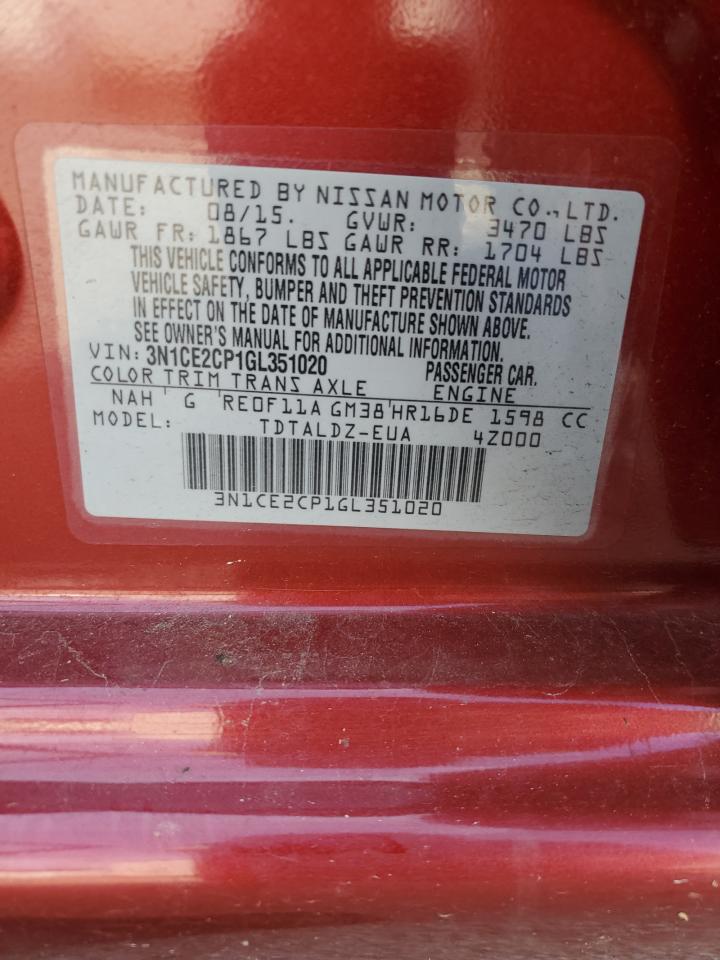 MANUFACTURED BY NISSAN MOTOR CO.,LTD.
DATE: 08/15. GVWR: 3470 LBS
GAWR FR: 1867 LBS GAWR RR: 1704 LBS
THIS VEHICLE CONFORMS TO ALL APPLICABLE FEDERAL MOTOR
VEHICLE SAFETY, BUMPER AND THEFT PREVENTION STANDARDS
IN EFFECT ON THE DATE OF MANUFACTURE SHOWN ABOVE.
SEE OWNER'S MANUAL FOR ADDITIONAL INFORMATION.
VIN: 3N1CE2CP1GL351020 PASSENGER CAR.
COLOR TRIM TRANS AXLE ENGINE
NAH G RE0F11A GM38 HR16DE 1598 CC
MODEL: TDTALDZ-EUA 4Z000
3N1CE2CP1GL351020